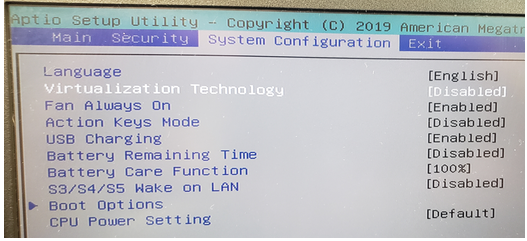 Aptio Setup Utility - Copyright (C) 2019 American Megatr
Main Security System Configuration Exit
Language [English]
Virtualization Technology [Disabled]
Fan Always On [Enabled]
Action Keys Mode [Disabled]
USB Charging [Enabled]
Battery Remaining Time [Disabled]
Battery Care Function [100%]
S3/S4/S5 Wake on LAN [Disabled]
Boot Options
CPU Power Setting [Default]